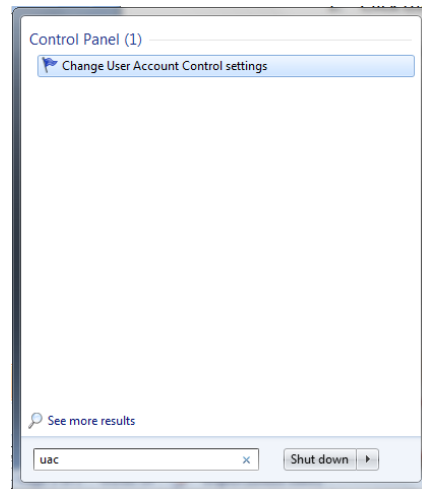 Control Panel (1)
Change User Account Control settings
See more results
uac
Shut down